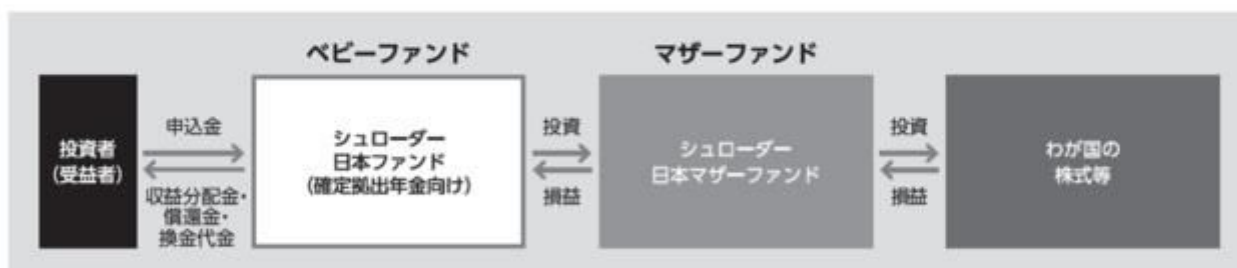 ベビーファンド
マザーファンド
投資者
(受益者)
申込金
収益分配金・
償還金・
換金代金
シュローダー
日本ファンド
(確定拠出年金向け)
投資
損益
シュローダー
日本マザーファンド
投資
損益
わが国の
株式等